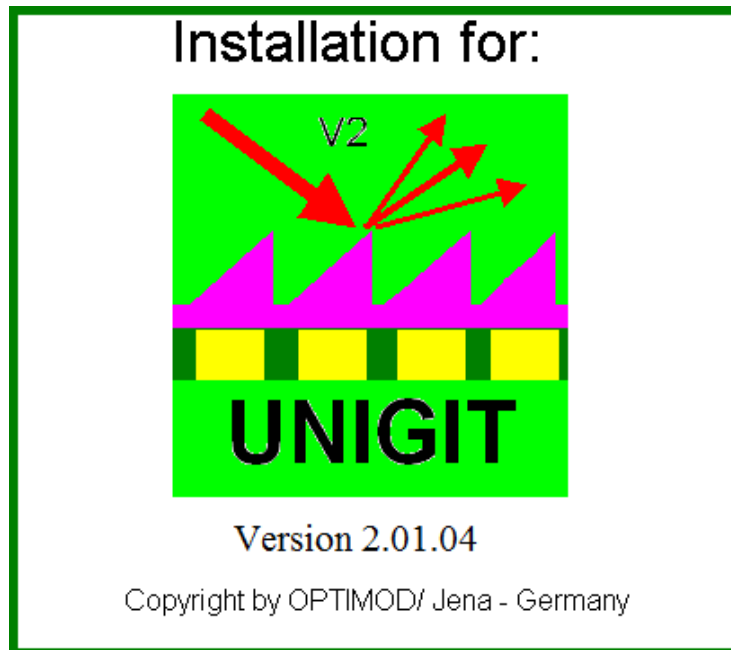 Installation for:
V2
UNIGIT
Version 2.01.04
Copyright by OPTIMOD/ Jena - Germany